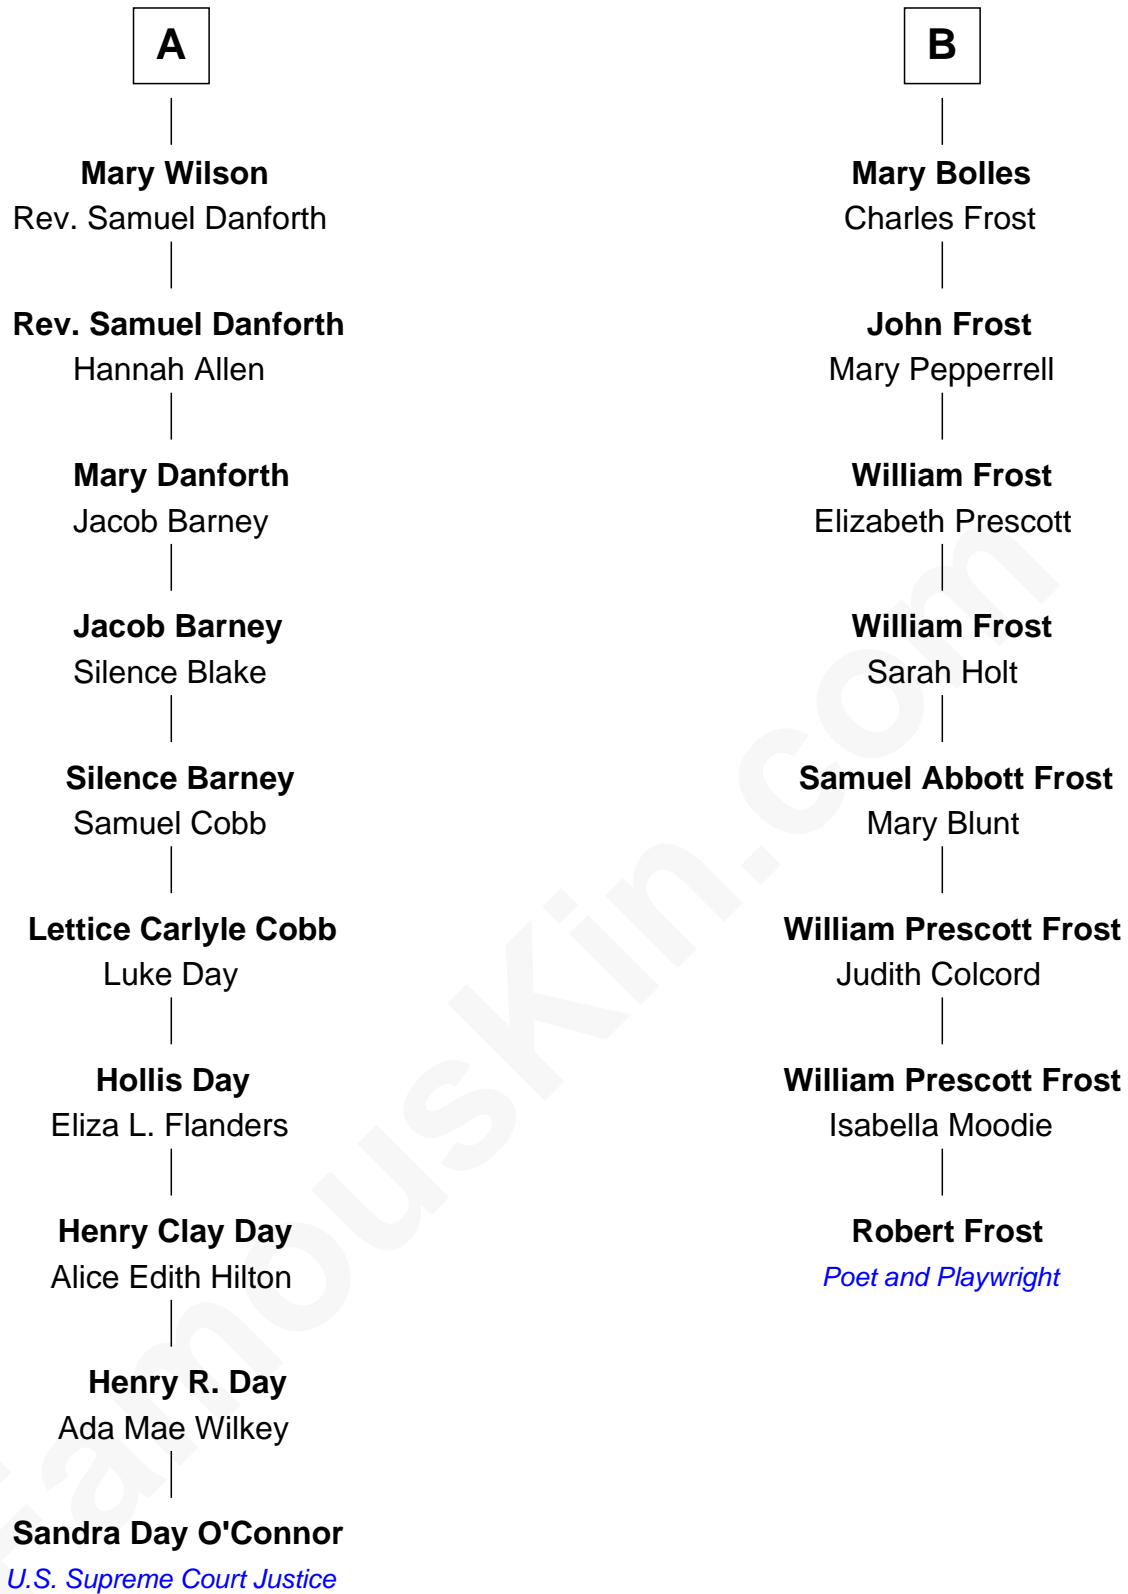 A
Mary Wilson
Rev. Samuel Danforth
Rev. Samuel Danforth
Hannah Allen
Mary Danforth
Jacob Barney
Jacob Barney
Silence Blake
Silence Barney
Samuel Cobb
Lettice Carlyle Cobb
Luke Day
Hollis Day
Eliza L. Flanders
Henry Clay Day
Alice Edith Hilton
Henry R. Day
Ada Mae Wilkey
Sandra Day O'Connor
U.S. Supreme Court Justice
B
Mary Bolles
Charles Frost
John Frost
Mary Pepperrell
William Frost
Elizabeth Prescott
William Frost
Sarah Holt
Samuel Abbott Frost
Mary Blunt
William Prescott Frost
Judith Colcord
William Prescott Frost
Isabella Moodie
Robert Frost
Poet and Playwright
FamousKin.com